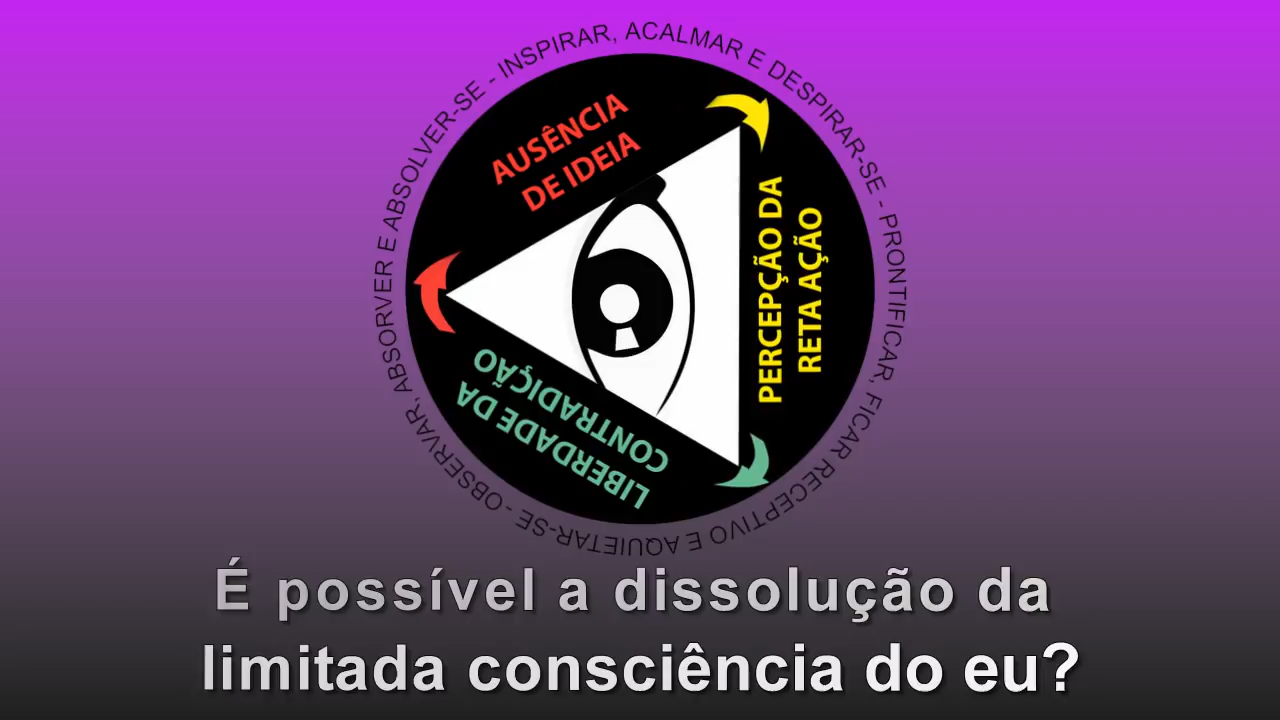 OBSERVAR, ABSORVER E ABSOLVER-SE - INSPIRAR, ACALMAR E DESPIRAR-SE - PRONTIFICAR, FICAR RECEPTIVO E AQUIETAR-SE -
AUSÊNCIA
DE IDEIA
PERCEPÇÃO DA
RETA AÇÃO
LIBERDADE DA
CONTRADIÇÃO
É possível a dissolução da
limitada consciência do eu?